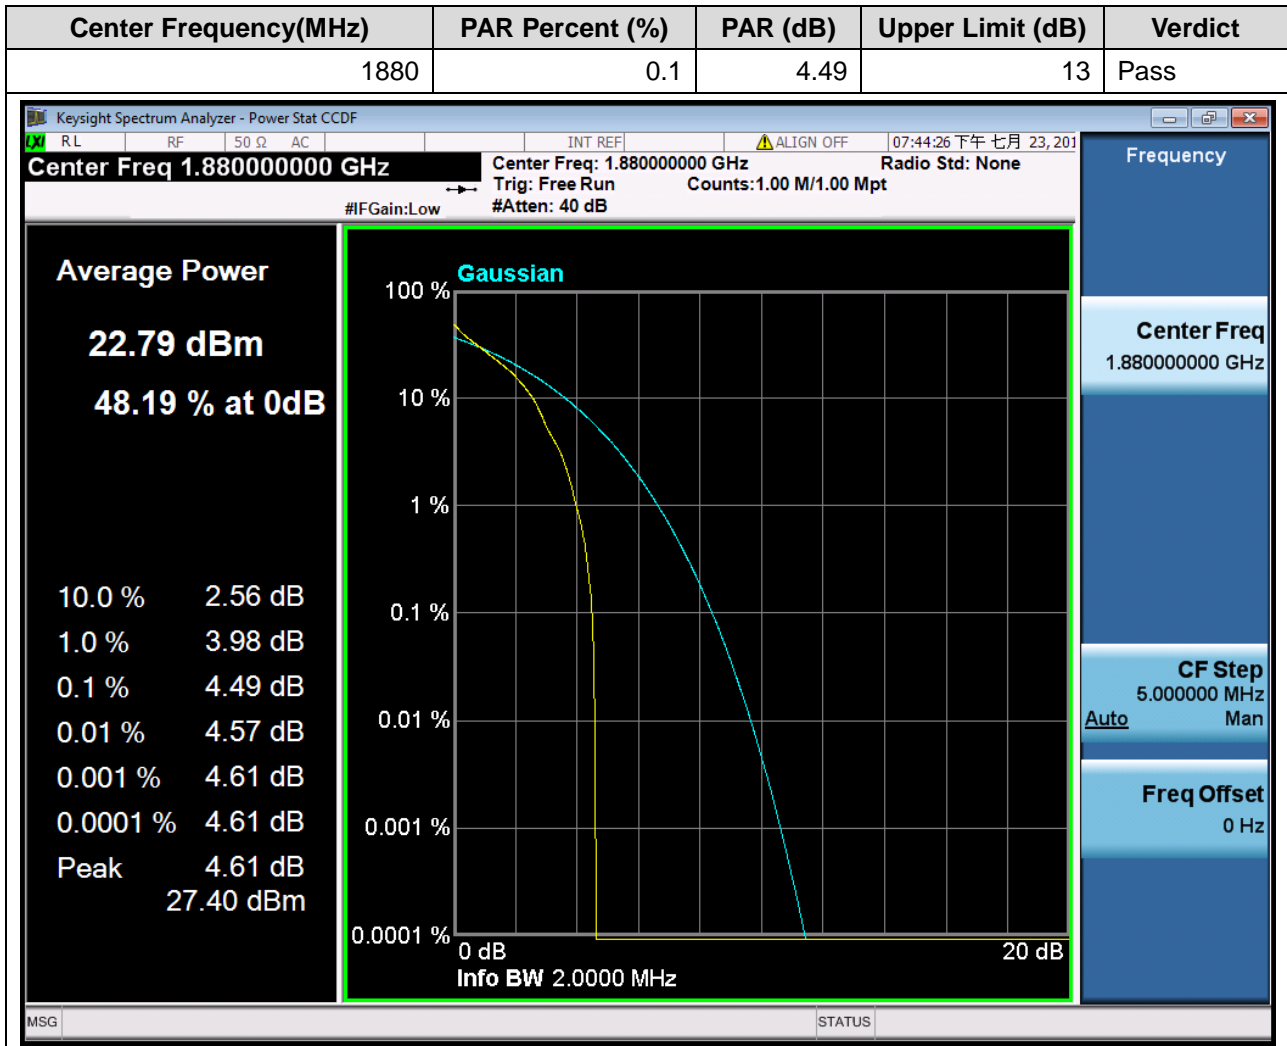 Center Frequency(MHz) PAR Percent (%) PAR (dB) Upper Limit (dB) Verdict
1880 0.1 4.49 13 Pass
Keysight Spectrum Analyzer - Power Stat CCDF
LXI RL RF 50 Ω AC INT REF ALIGN OFF 07:44:26下午 七月 23, 201
Center Freq 1.880000000 GHz
Center Freq: 1.880000000 GHz Radio Std: None
Trig: Free Run Counts:1.00 M/1.00 Mpt
#IFGain:Low #Atten: 40 dB
Frequency
Average Power
22.79 dBm
48.19 % at 0dB
10.0 % 2.56 dB
1.0 % 3.98 dB
0.1 % 4.49 dB
0.01 % 4.57 dB
0.001 % 4.61 dB
0.0001 % 4.61 dB
Peak 4.61 dB
27.40 dBm
Gaussian
100 %
10 %
1 %
0.1 %
0.01 %
0.001 %
0.0001 %
0 dB 20 dB
Info BW 2.0000 MHz
Center Freq
1.880000000 GHz
CF Step
5.000000 MHz
Auto Man
Freq Offset
0 Hz
MSG STATUS